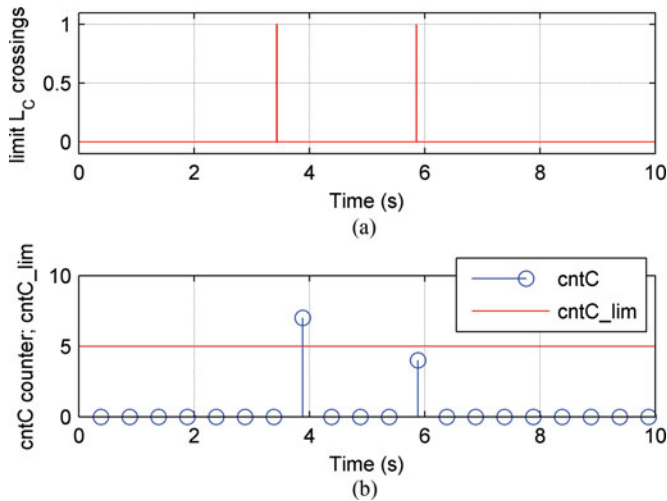 1
0.5
0
limit L_C crossings
0 2 4 6 8 10
Time (s)
(a)
10
5
0
cntC counter; cntC_lim
cntC
cntC_lim
0 2 4 6 8 10
Time (s)
(b)